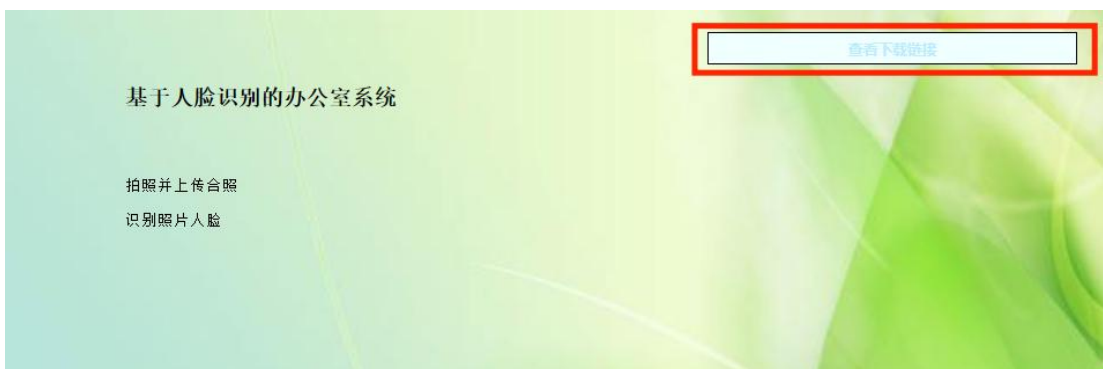 查看下载链接
基于人脸识别的办公室系统
拍照并上传合照
识别照片人脸